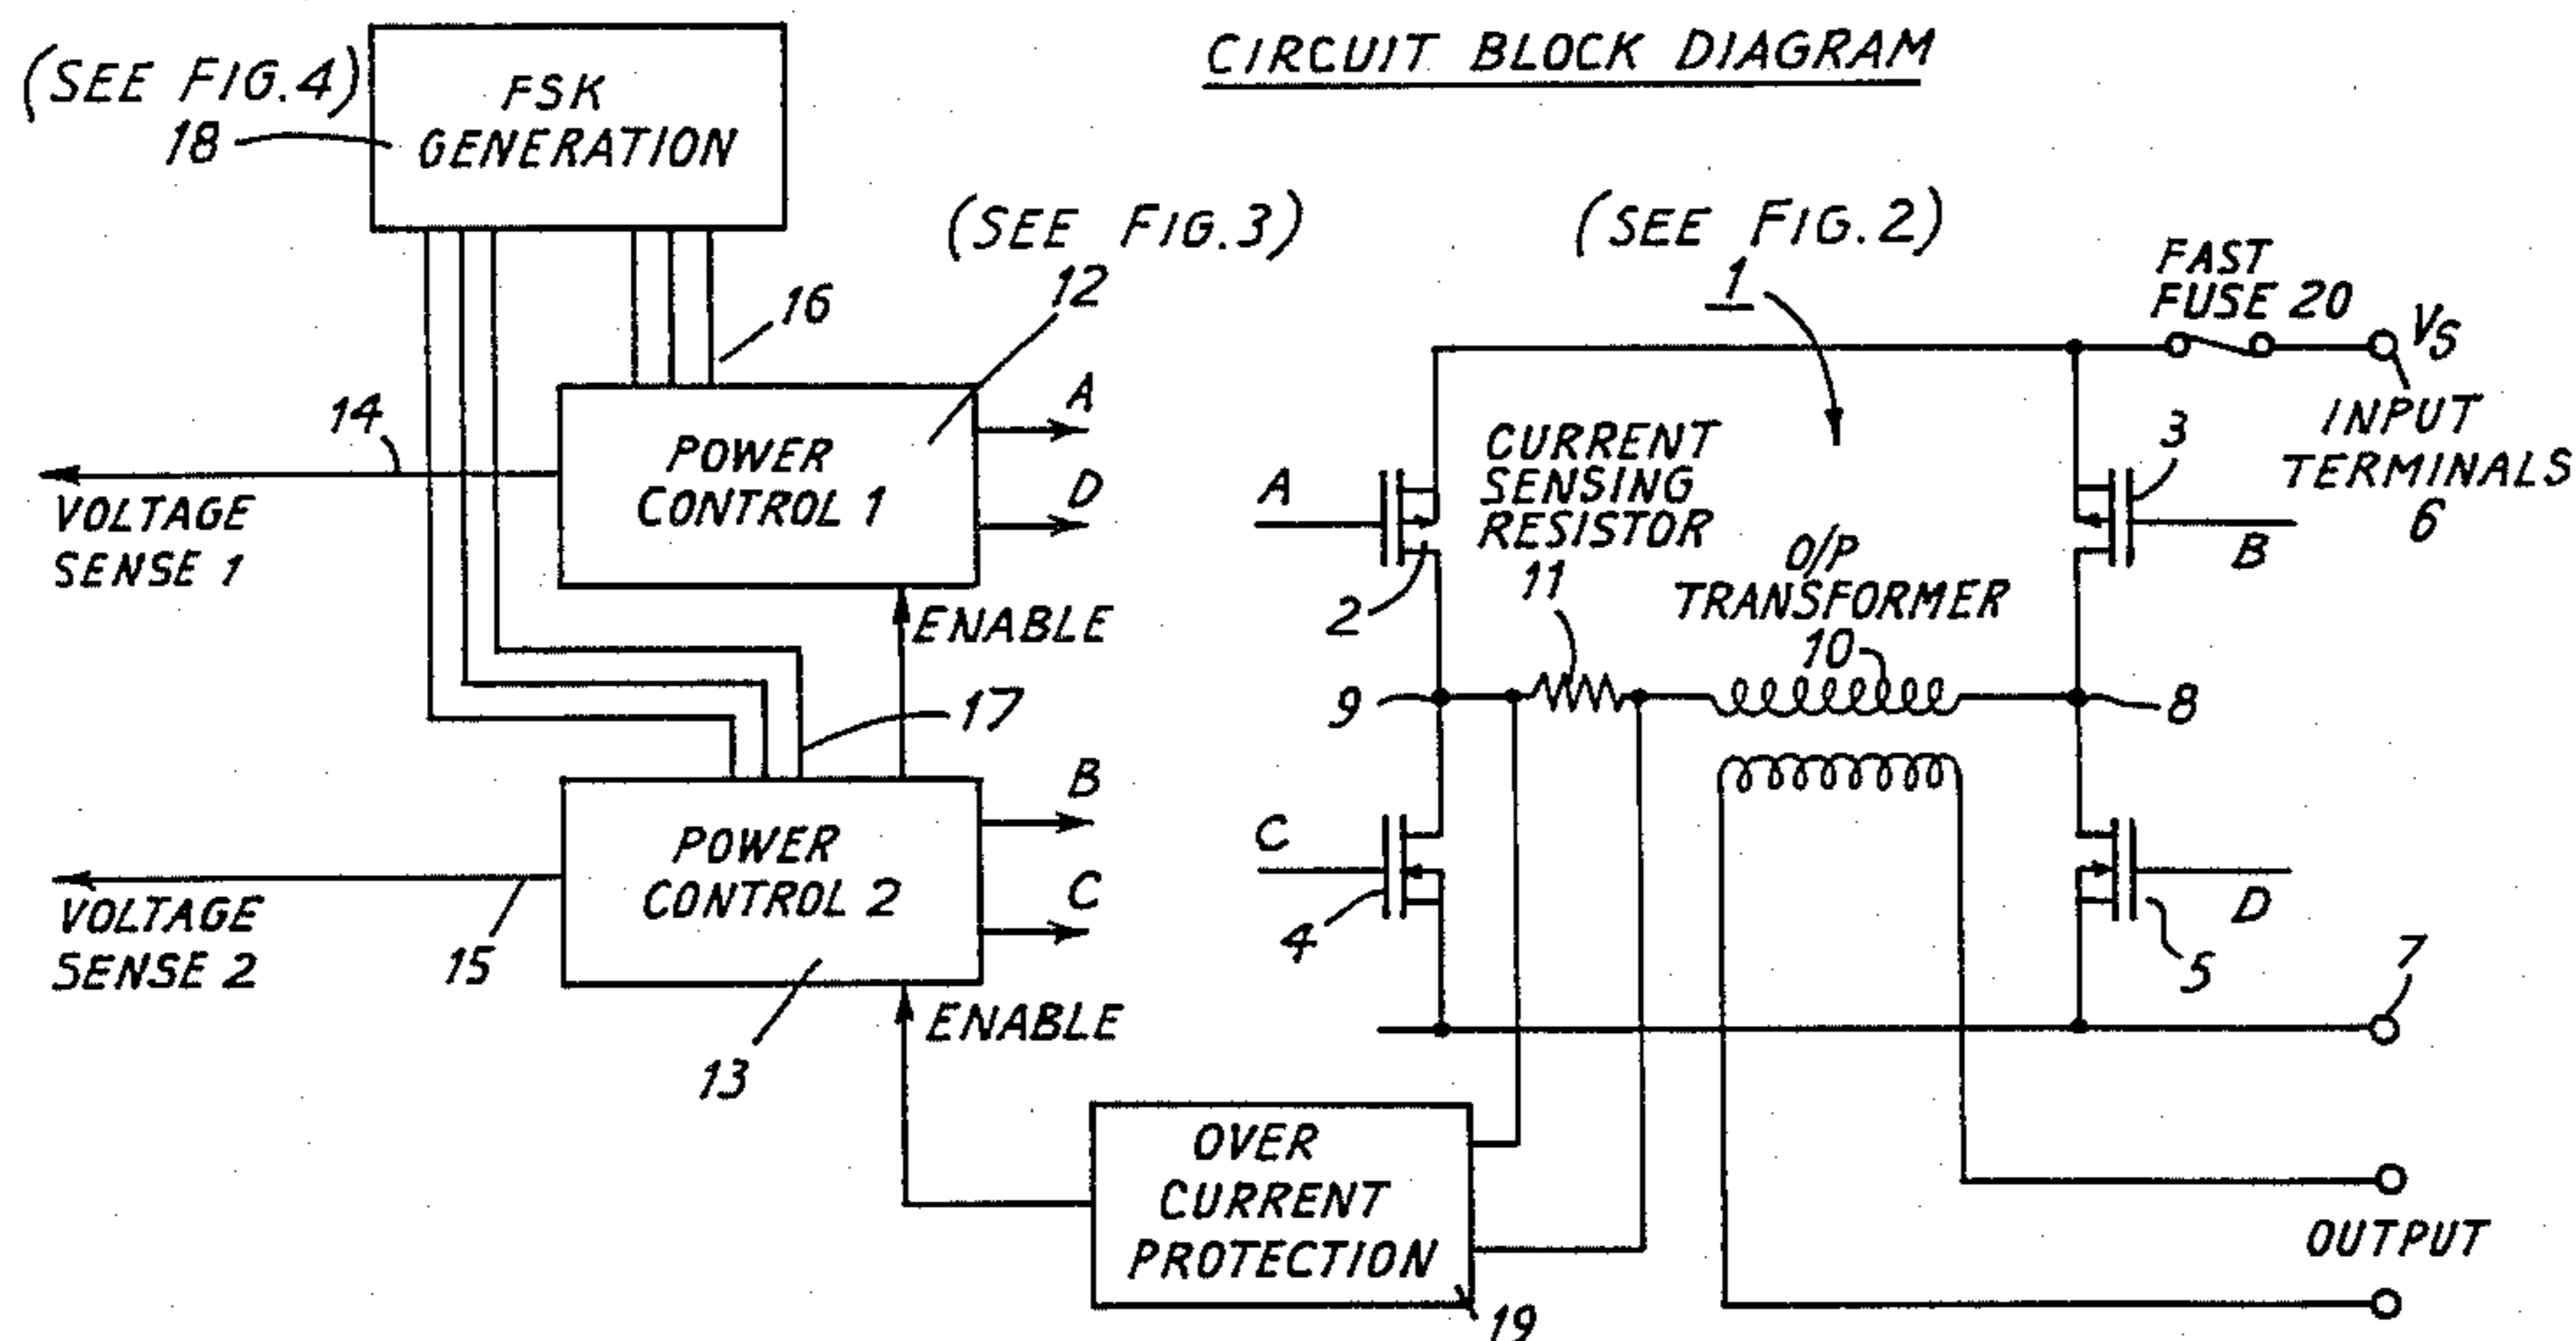 CIRCUIT BLOCK DIAGRAM
(SEE FIG.4)
18
FSK
GENERATION
(SEE FIG.3)
12
(SEE FIG.2)
1
FAST
FUSE 20
VS
INPUT
TERMINALS
6
16
14
VOLTAGE
SENSE 1
POWER
CONTROL 1
A
D
ENABLE
A
2
CURRENT
SENSING
RESISTOR
11
O/P
TRANSFORMER
10
3
B
9
8
17
VOLTAGE
SENSE 2
15
POWER
CONTROL 2
B
C
13
ENABLE
C
4
D
5
7
OVER
CURRENT
PROTECTION
19
OUTPUT